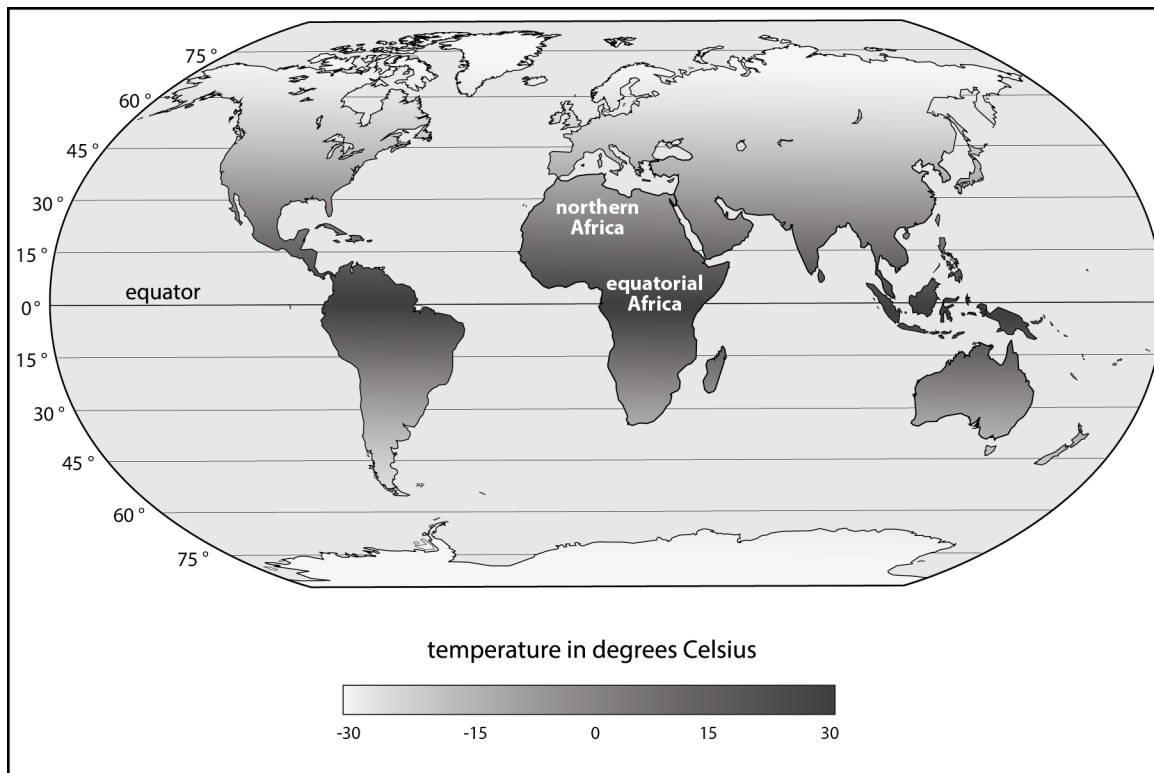 75 °
60 °
45 °
30 °
northern
Africa
15 °
equatorial
Africa
equator
0 °
15 °
30 °
45 °
60 °
75 °
temperature in degrees Celsius
-30 -15 0 15 30